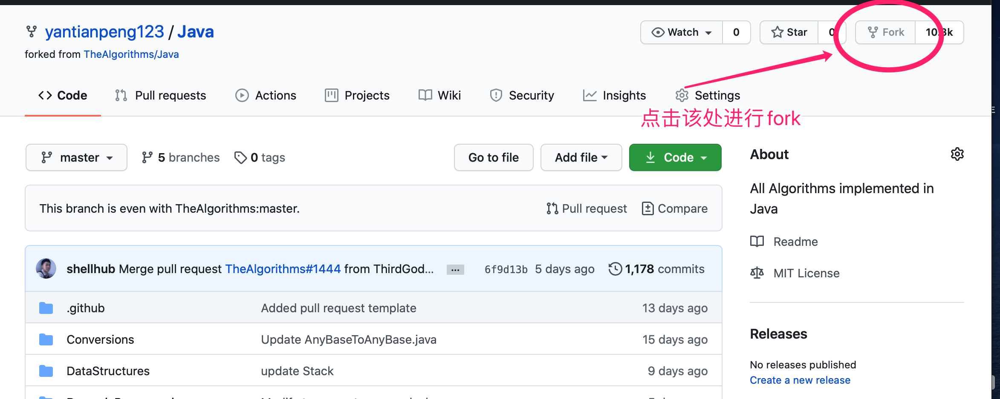 yantianpeng123 / Java
forked from TheAlgorithms/Java
Watch 0 Star 0 Fork
Code Pull requests Actions Projects Wiki Security Insights Settings
点击该处进行fork
master 5 branches 0 tags Go to file Add file Code
This branch is even with TheAlgorithms:master. Pull request Compare
shellhub Merge pull request TheAlgorithms#1444 from ThirdGod... ... 6f9d13b 5 days ago 1,178 commits
.github Added pull request template 13 days ago
Conversions Update AnyBaseToAnyBase.java 15 days ago
DataStructures update Stack 9 days ago
About
All Algorithms implemented in
Java
Readme
MIT License
Releases
No releases published
Create a new release